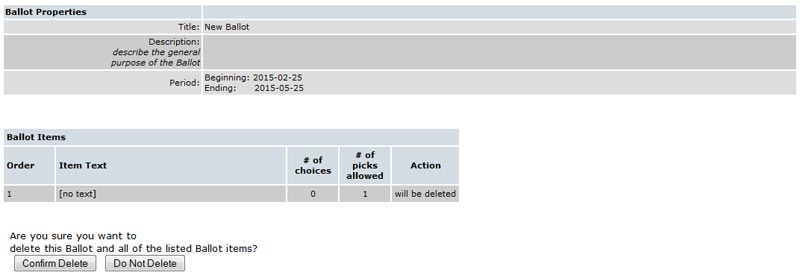 Ballot Properties
Title: New Ballot
Description:
describe the general
purpose of the Ballot
Period: Beginning: 2015-02-25
Ending: 2015-05-25
Ballot Items
Order Item Text # of choices # of picks allowed Action
1 [no text] 0 1 will be deleted
Are you sure you want to
delete this Ballot and all of the listed Ballot items?
Confirm Delete Do Not Delete